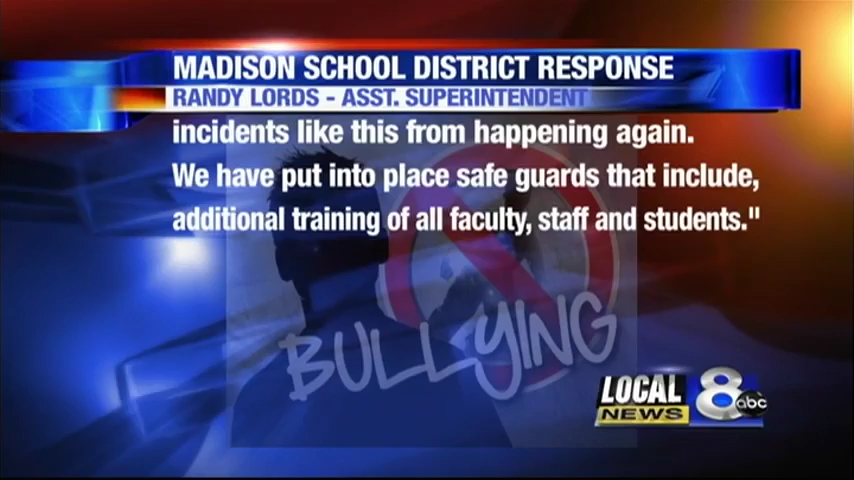 MADISON SCHOOL DISTRICT RESPONSE
RANDY LORDS - ASST. SUPERINTENDENT
incidents like this from happening again.
We have put into place safe guards that include,
additional training of all faculty, staff and students."
BULLYING
LOCAL
NEWS
8
abc